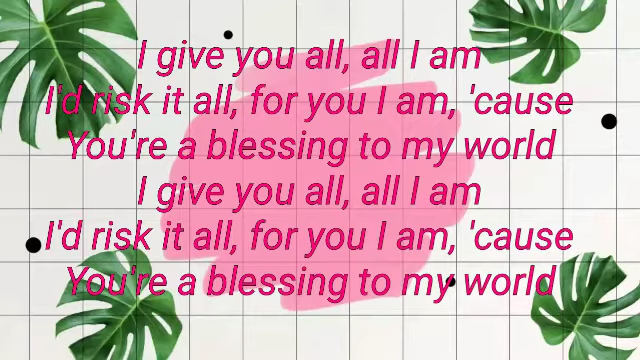 I give you all, all I am
I'd risk it all, for you I am, 'cause
You're a blessing to my world
I give you all, all I am
I'd risk it all, for you I am, 'cause
You're a blessing to my world